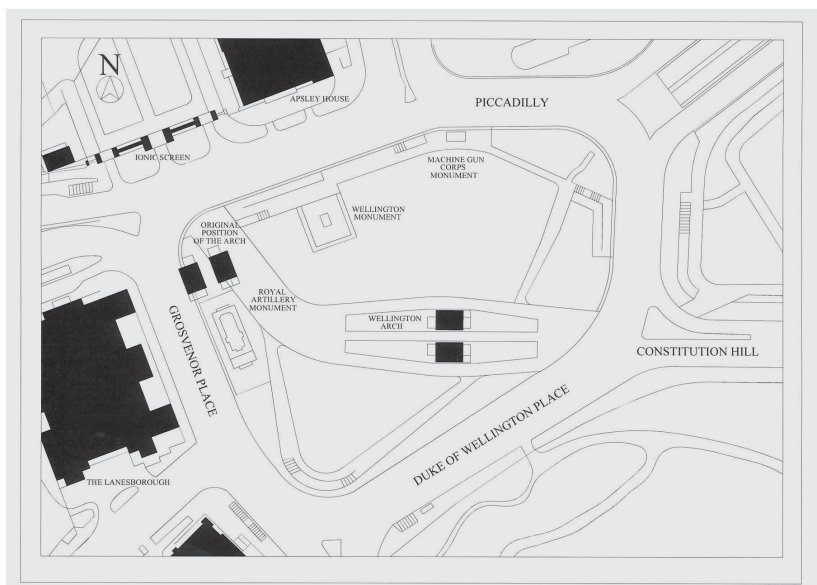 N
APSLEY HOUSE
PICCADILLY
IONIC SCREEN
MACHINE GUN
CORPS
MONUMENT
WELLINGTON
MONUMENT
ORIGINAL
POSITION
OF THE ARCH
ROYAL
ARTILLERY
MONUMENT
WELLINGTON
ARCH
GROSVENOR PLACE
CONSTITUTION HILL
DUKE OF WELLINGTON PLACE
THE LANESBOROUGH